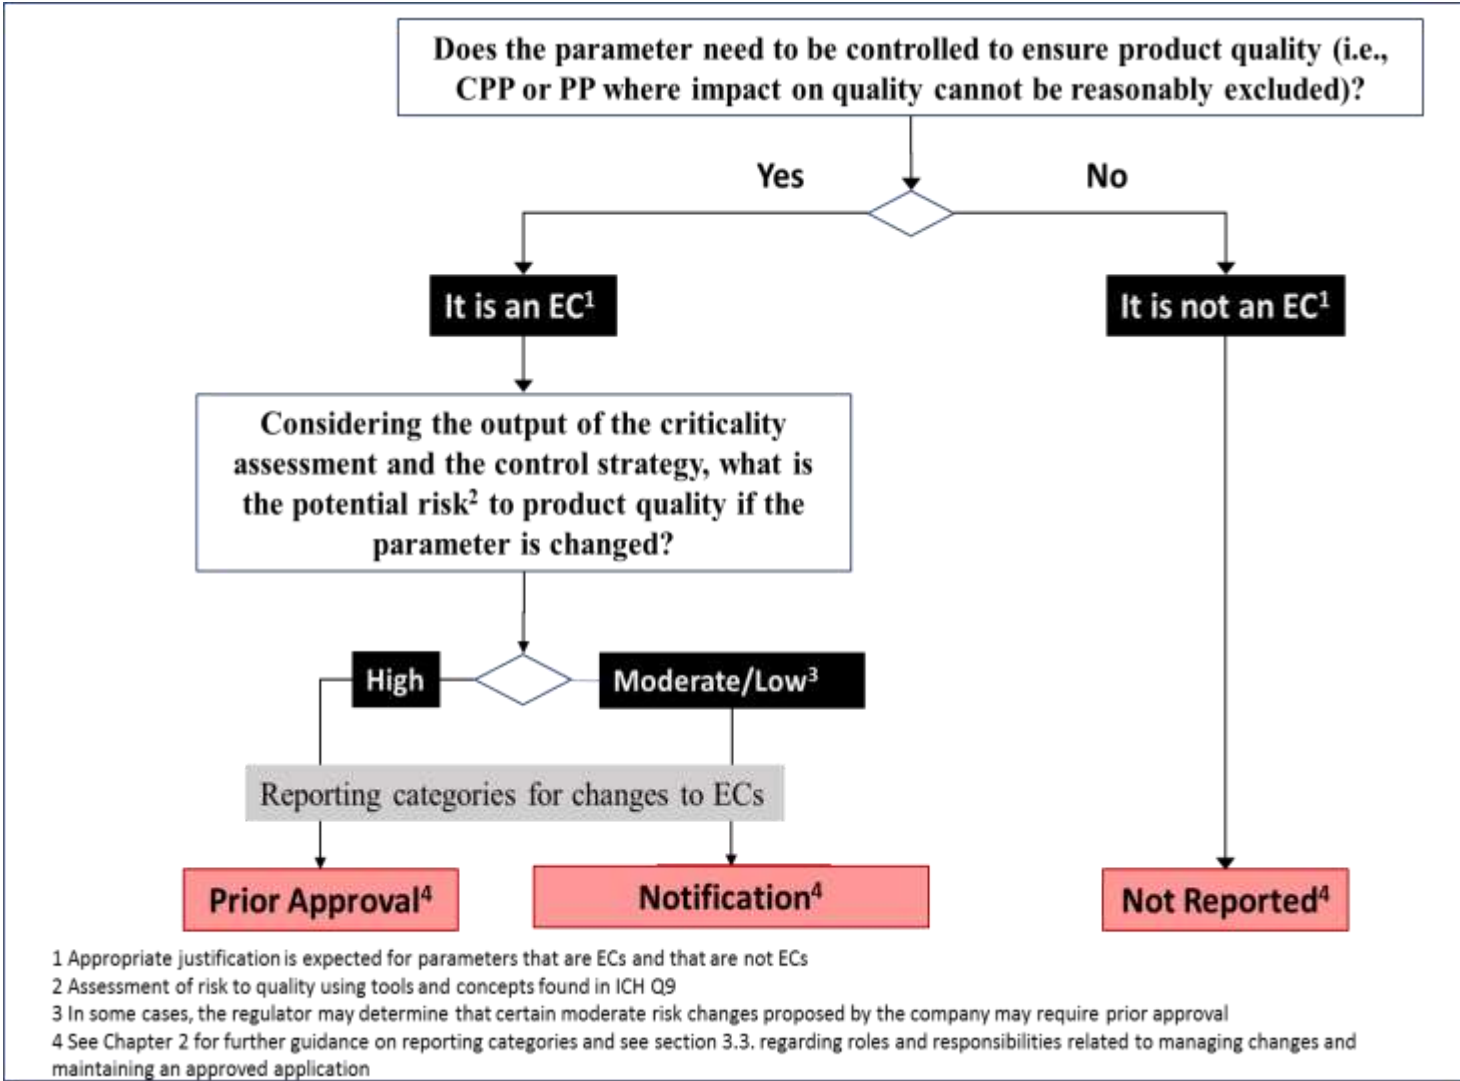 Does the parameter need to be controlled to ensure product quality (i.e.,
CPP or PP where impact on quality cannot be reasonably excluded)?
Yes
No
It is an EC¹
It is not an EC¹
Considering the output of the criticality
assessment and the control strategy, what is
the potential risk² to product quality if the
parameter is changed?
High
Moderate/Low³
Reporting categories for changes to ECs
Prior Approval⁴
Notification⁴
Not Reported⁴
1 Appropriate justification is expected for parameters that are ECs and that are not ECs
2 Assessment of risk to quality using tools and concepts found in ICH Q9
3 In some cases, the regulator may determine that certain moderate risk changes proposed by the company may require prior approval
4 See Chapter 2 for further guidance on reporting categories and see section 3.3. regarding roles and responsibilities related to managing changes and
maintaining an approved application